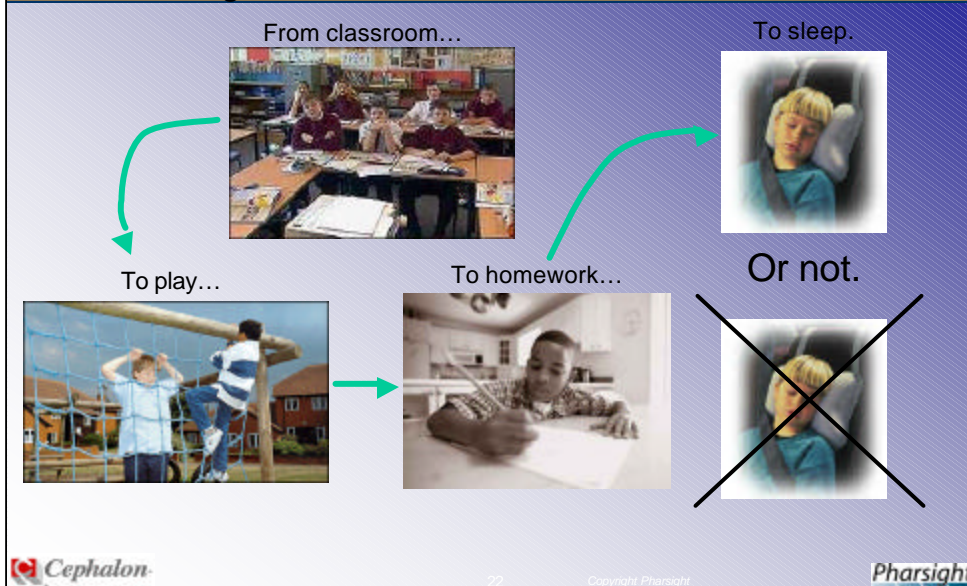 From classroom…
To sleep.
To play…
To homework…
Or not.
Cephalon
22
Copyright Pharsight
Pharsight